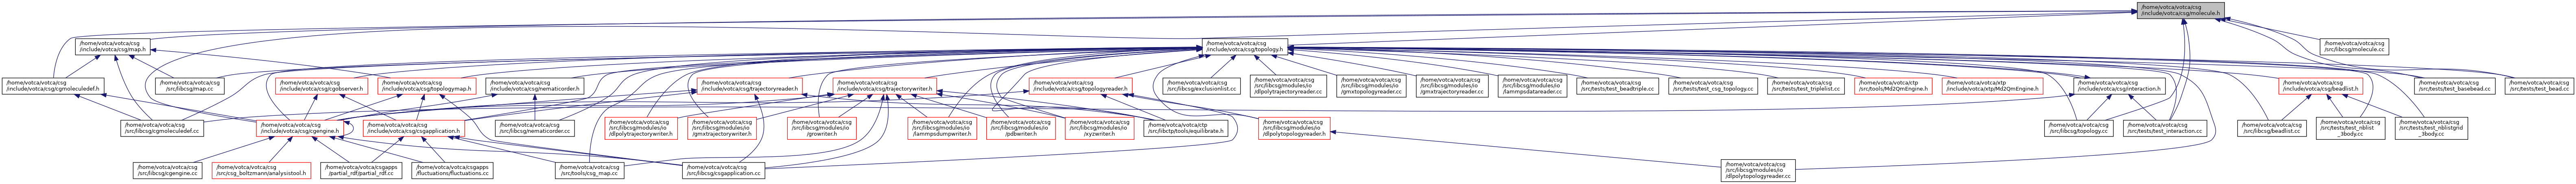 /home/votca/votca/csg
/include/votca/csg/molecule.h
/home/votca/votca/csg
/include/votca/csg/map.h
/home/votca/votca/csg
/include/votca/csg/topology.h
/home/votca/votca/csg
/src/libcsg/molecule.cc
/home/votca/votca/csg
/include/votca/csg/cgmoleculedef.h
/home/votca/votca/csg
/src/libcsg/map.cc
/home/votca/votca/csg
/include/votca/csg/cgobserver.h
/home/votca/votca/csg
/include/votca/csg/topologymap.h
/home/votca/votca/csg
/include/votca/csg/nematicorder.h
/home/votca/votca/csg
/include/votca/csg/trajectoryreader.h
/home/votca/votca/csg
/include/votca/csg/trajectorywriter.h
/home/votca/votca/csg
/include/votca/csg/topologyreader.h
/home/votca/votca/csg
/src/libcsg/exclusionlist.cc
/home/votca/votca/csg
/src/libcsg/modules/io
/dlpolytrajectoryreader.cc
/home/votca/votca/csg
/src/libcsg/modules/io
/gmxtopologyreader.cc
/home/votca/votca/csg
/src/libcsg/modules/io
/gmxtrajectoryreader.cc
/home/votca/votca/csg
/src/libcsg/modules/io
/lammpsdatareader.cc
/home/votca/votca/csg
/src/tests/test_beadtriple.cc
/home/votca/votca/csg
/src/tests/test_csg_topology.cc
/home/votca/votca/csg
/src/tests/test_triplelist.cc
/home/votca/votca/ctp
/src/tools/Md2QmEngine.h
/home/votca/votca/xtp
/include/votca/xtp/Md2QmEngine.h
/home/votca/votca/csg
/include/votca/csg/interaction.h
/home/votca/votca/csg
/include/votca/csg/beadlist.h
/home/votca/votca/csg
/src/tests/test_basebead.cc
/home/votca/votca/csg
/src/tests/test_bead.cc
/home/votca/votca/csg
/src/libcsg/cgmoleculedef.cc
/home/votca/votca/csg
/include/votca/csg/cgengine.h
/home/votca/votca/csg
/include/votca/csg/csgapplication.h
/home/votca/votca/csg
/src/libcsg/nematicorder.cc
/home/votca/votca/csg
/src/libcsg/modules/io
/dlpolytrajectorywriter.h
/home/votca/votca/csg
/src/libcsg/modules/io
/gmxtrajectorywriter.h
/home/votca/votca/csg
/src/libcsg/modules/io
/growriter.h
/home/votca/votca/csg
/src/libcsg/modules/io
/lammpsdumpwriter.h
/home/votca/votca/csg
/src/libcsg/modules/io
/pdbwriter.h
/home/votca/votca/csg
/src/libcsg/modules/io
/xyzwriter.h
/home/votca/votca/ctp
/src/libctp/tools/equilibrate.h
/home/votca/votca/csg
/src/libcsg/modules/io
/dlpolytopologyreader.h
/home/votca/votca/csg
/src/libcsg/topology.cc
/home/votca/votca/csg
/src/tests/test_interaction.cc
/home/votca/votca/csg
/src/libcsg/beadlist.cc
/home/votca/votca/csg
/src/tests/test_nblist
_3body.cc
/home/votca/votca/csg
/src/tests/test_nblistgrid
_3body.cc
/home/votca/votca/csg
/src/libcsg/cgengine.cc
/home/votca/votca/csg
/src/csg_boltzmann/analysistool.h
/home/votca/votca/csgapps
/partial_rdf/partial_rdf.cc
/home/votca/votca/csgapps
/fluctuations/fluctuations.cc
/home/votca/votca/csg
/src/tools/csg_map.cc
/home/votca/votca/csg
/src/libcsg/csgapplication.cc
/home/votca/votca/csg
/src/libcsg/modules/io
/dlpolytopologyreader.cc